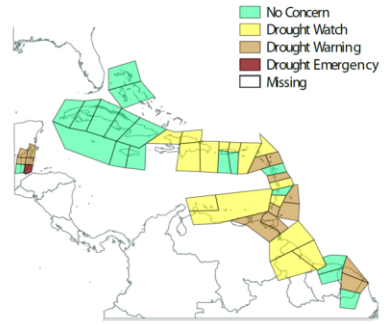 No Concern
Drought Watch
Drought Warning
Drought Emergency
Missing